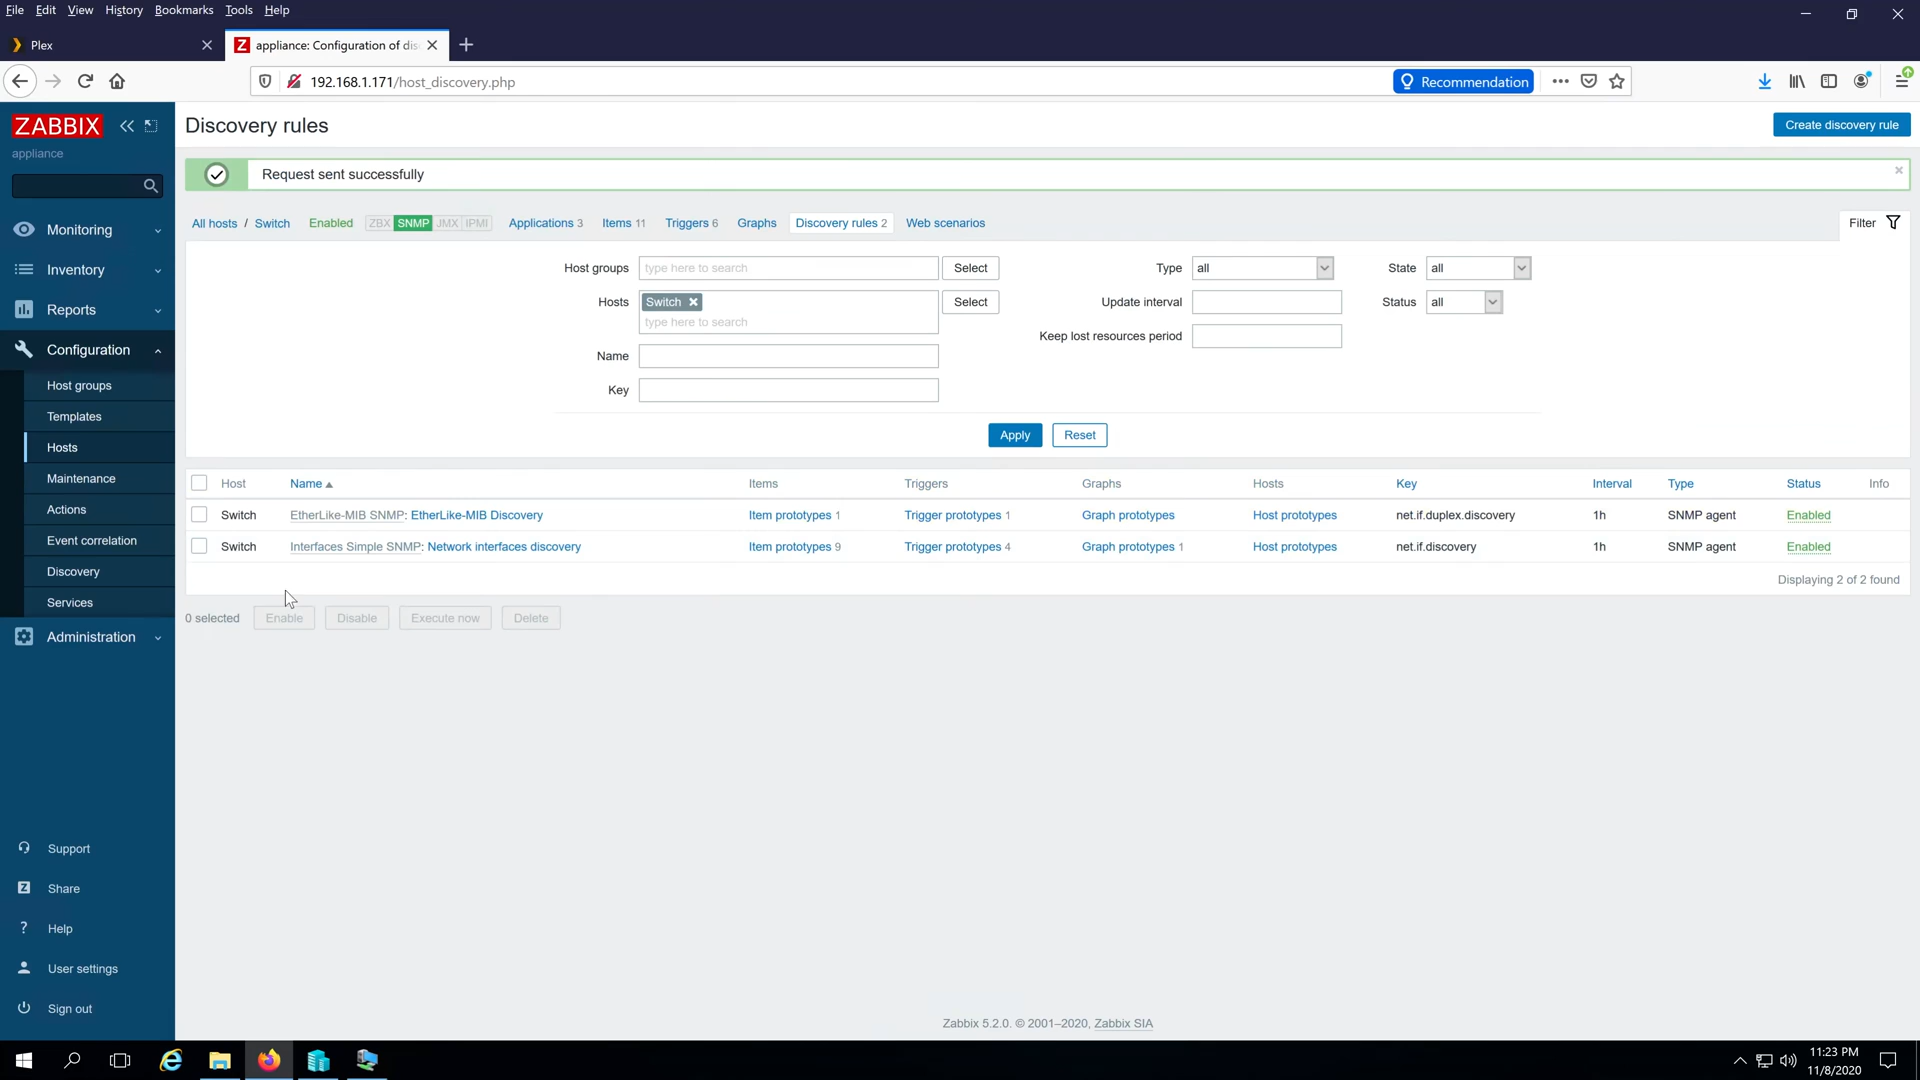 File Edit View History Bookmarks Tools Help
Plex
appliance: Configuration of dis
192.168.1.171/host_discovery.php
Recommendation
ZABBIX
appliance
Monitoring
Inventory
Reports
Configuration
Host groups
Templates
Hosts
Maintenance
Actions
Event correlation
Discovery
Services
Administration
Support
Share
Help
User settings
Sign out
Discovery rules
Create discovery rule
Request sent successfully
All hosts / Switch Enabled ZBX SNMP JMX IPMI Applications 3 Items 11 Triggers 6 Graphs Discovery rules 2 Web scenarios
Filter
Host groups type here to search Select Type all State all
Hosts Switch Select Update interval Status all
type here to search
Keep lost resources period
Name
Key
Apply Reset
Host Name Items Triggers Graphs Hosts Key Interval Type Status Info
Switch EtherLike-MIB SNMP: EtherLike-MIB Discovery Item prototypes 1 Trigger prototypes 1 Graph prototypes Host prototypes net.if.duplex.discovery 1h SNMP agent Enabled
Switch Interfaces Simple SNMP: Network interfaces discovery Item prototypes 9 Trigger prototypes 4 Graph prototypes 1 Host prototypes net.if.discovery 1h SNMP agent Enabled
Displaying 2 of 2 found
0 selected Enable Disable Execute now Delete
Zabbix 5.2.0. © 2001–2020, Zabbix SIA
11:23 PM
11/8/2020